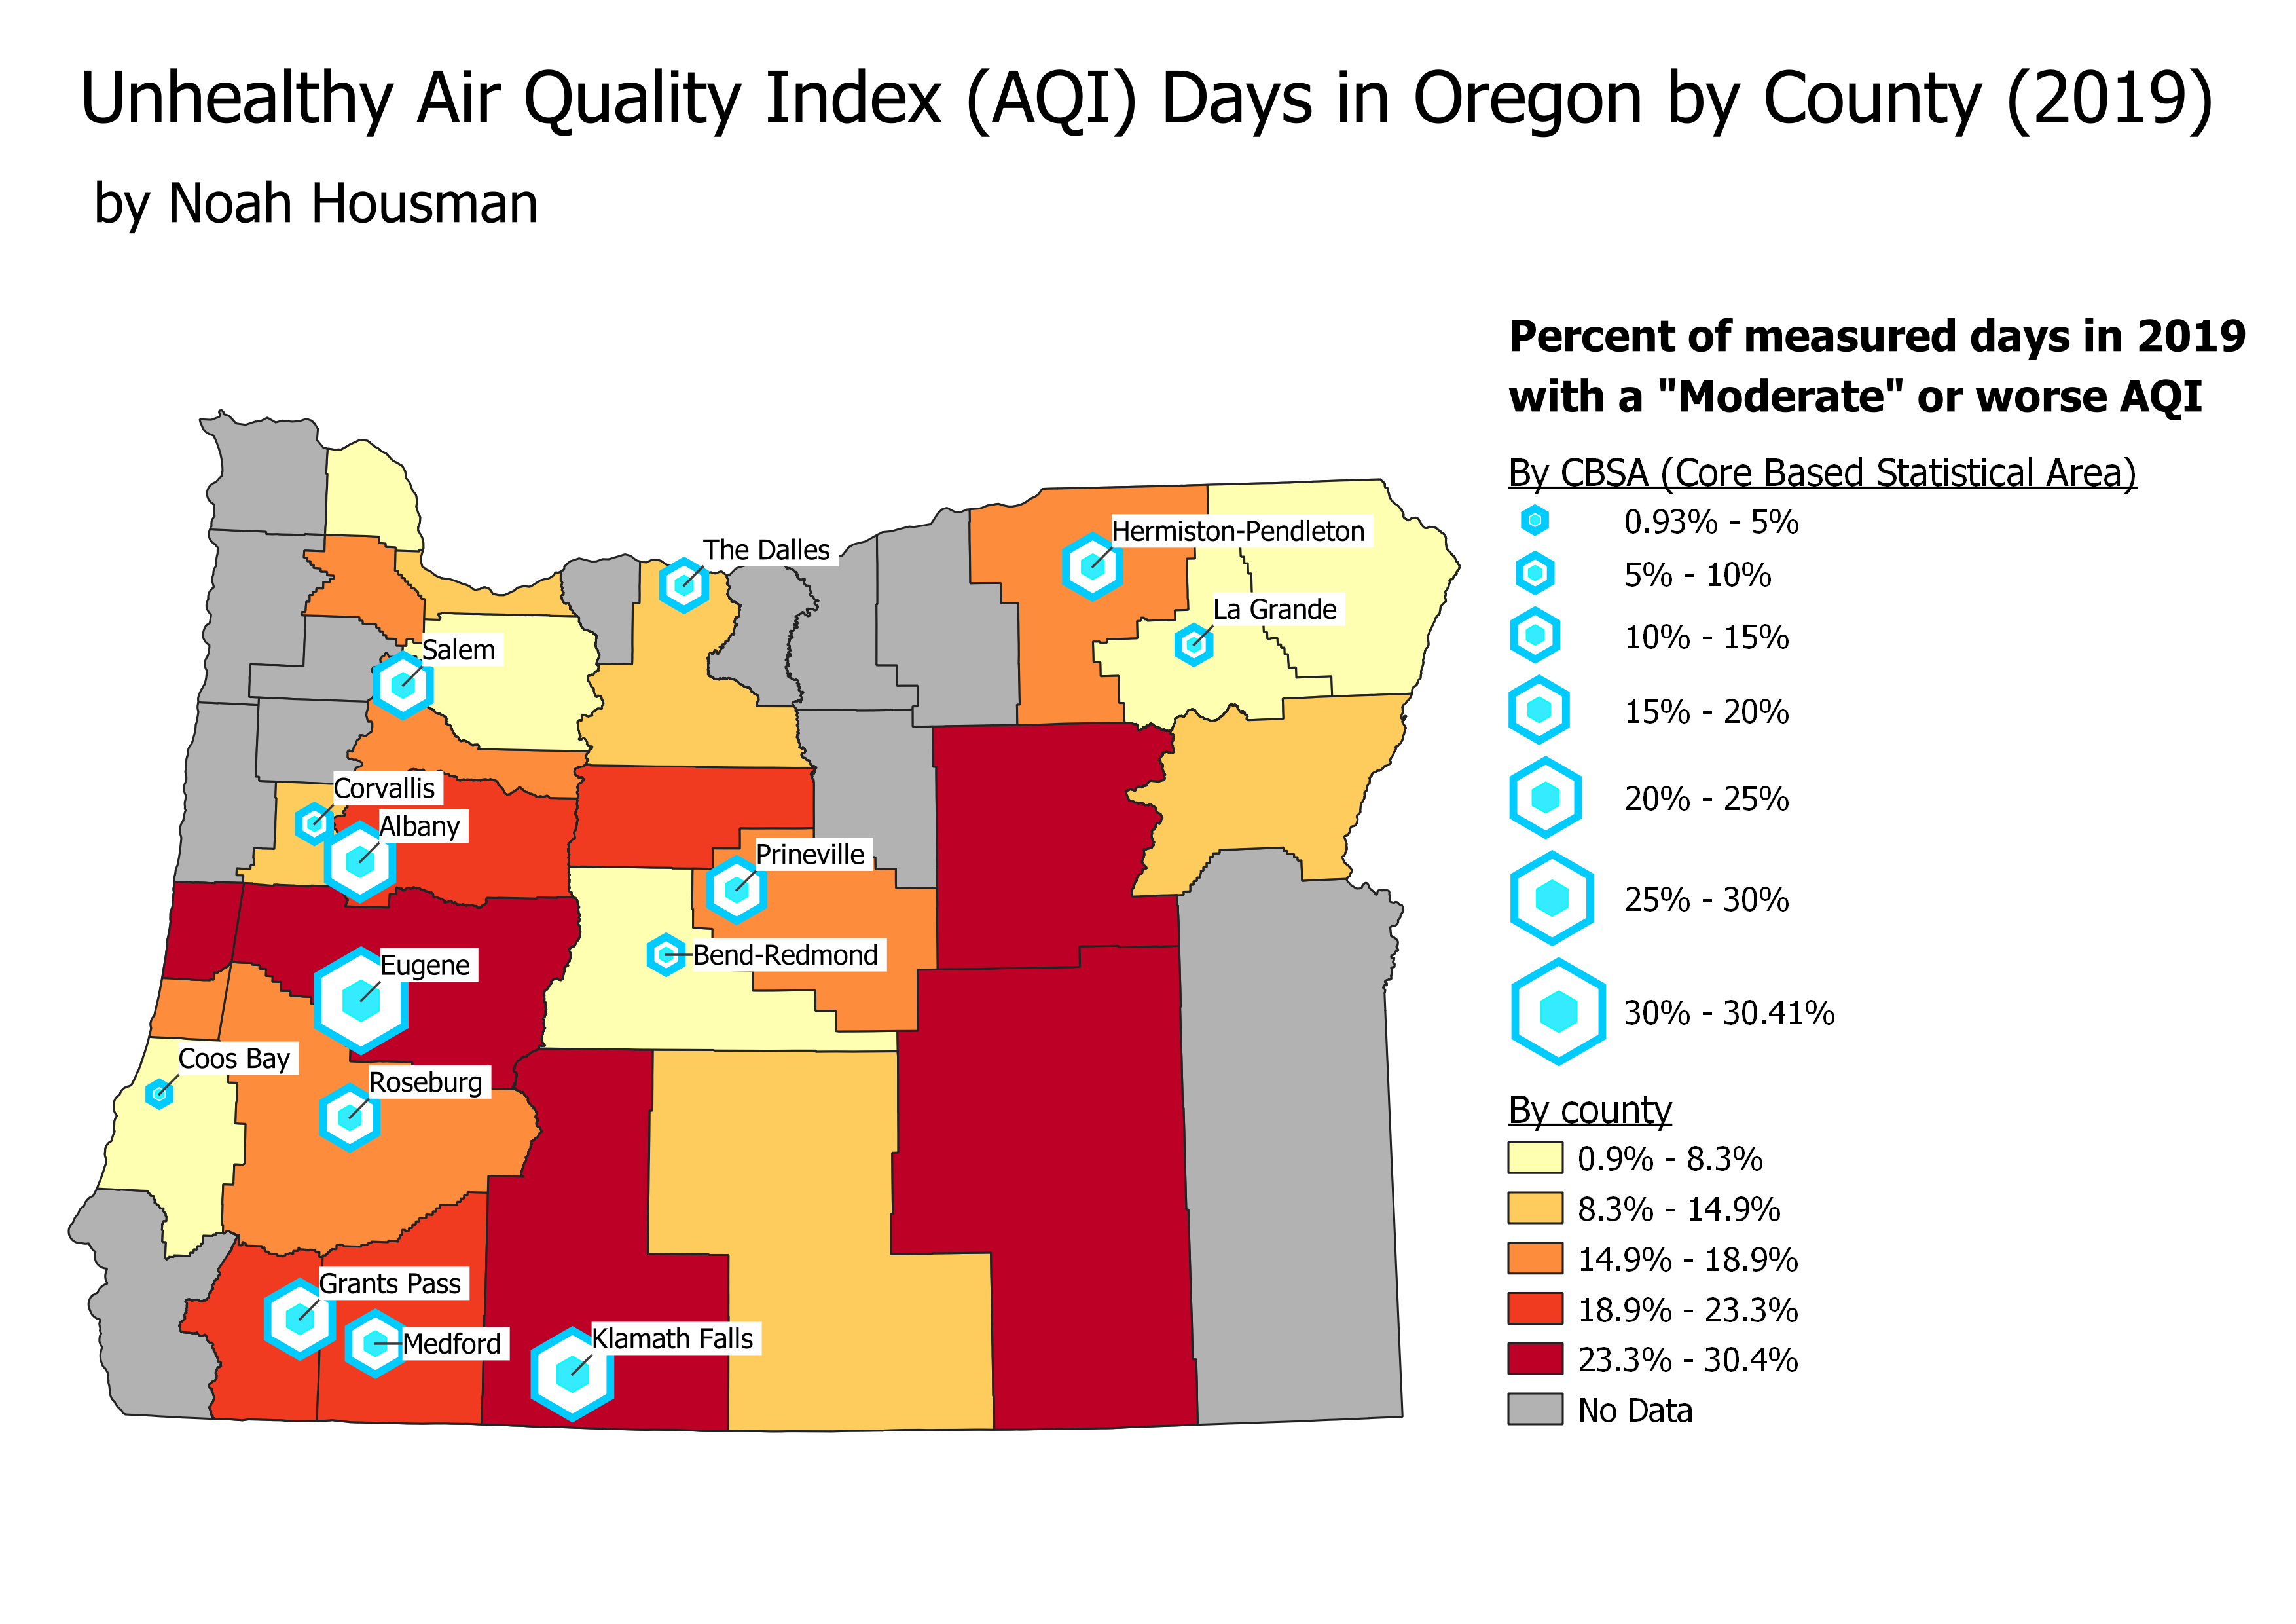 Unhealthy Air Quality Index (AQI) Days in Oregon by County (2019)
by Noah Housman
Percent of measured days in 2019
with a "Moderate" or worse AQI
By CBSA (Core Based Statistical Area)
0.93% - 5%
5% - 10%
10% - 15%
15% - 20%
20% - 25%
25% - 30%
30% - 30.41%
By county
0.9% - 8.3%
8.3% - 14.9%
14.9% - 18.9%
18.9% - 23.3%
23.3% - 30.4%
No Data
Hermiston-Pendleton
The Dalles
La Grande
Salem
Corvallis
Albany
Prineville
Bend-Redmond
Eugene
Coos Bay
Roseburg
Grants Pass
Medford
Klamath Falls